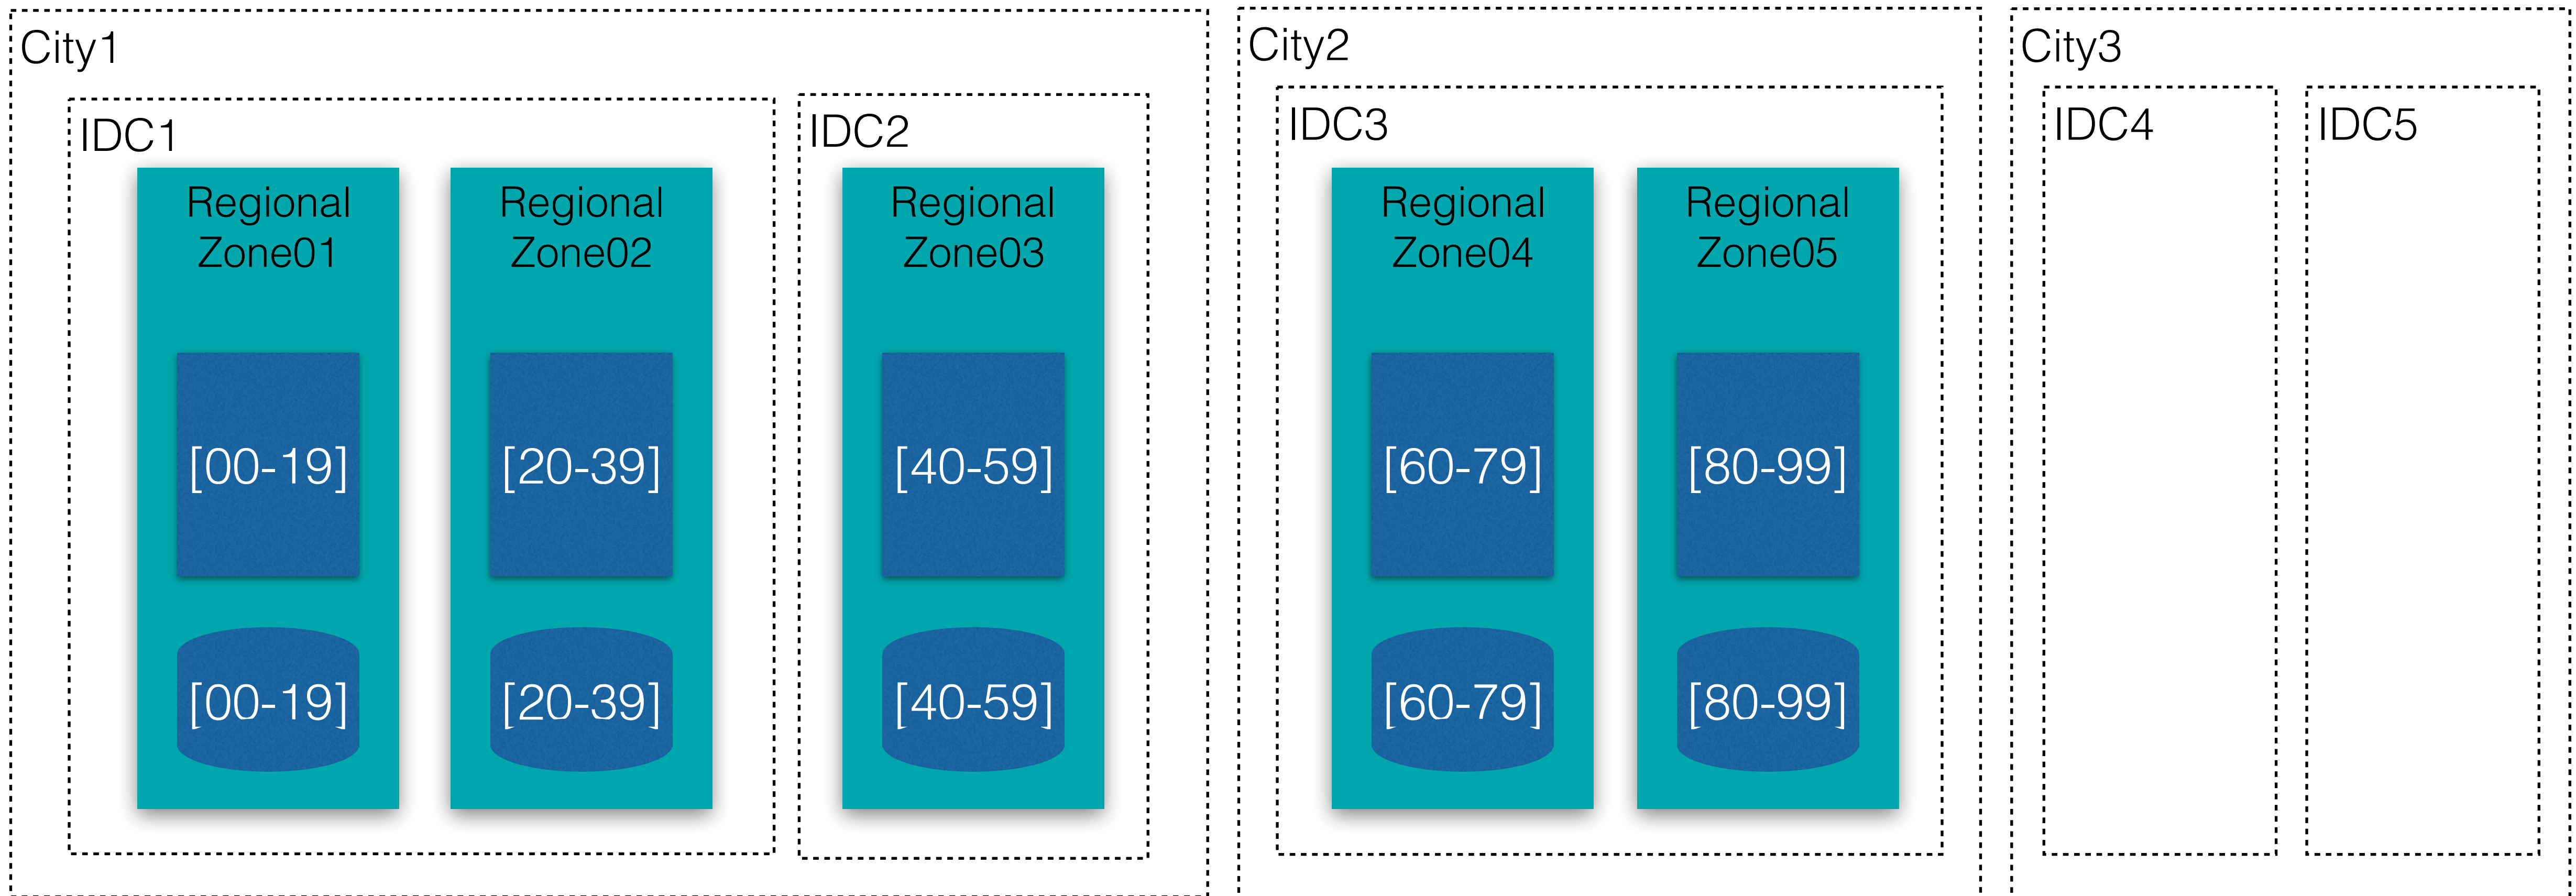 City1
IDC1
Regional
Zone01
[00-19]
[00-19]
Regional
Zone02
[20-39]
[20-39]
IDC2
Regional
Zone03
[40-59]
[40-59]
City2
IDC3
Regional
Zone04
[60-79]
[60-79]
Regional
Zone05
[80-99]
[80-99]
City3
IDC4
IDC5